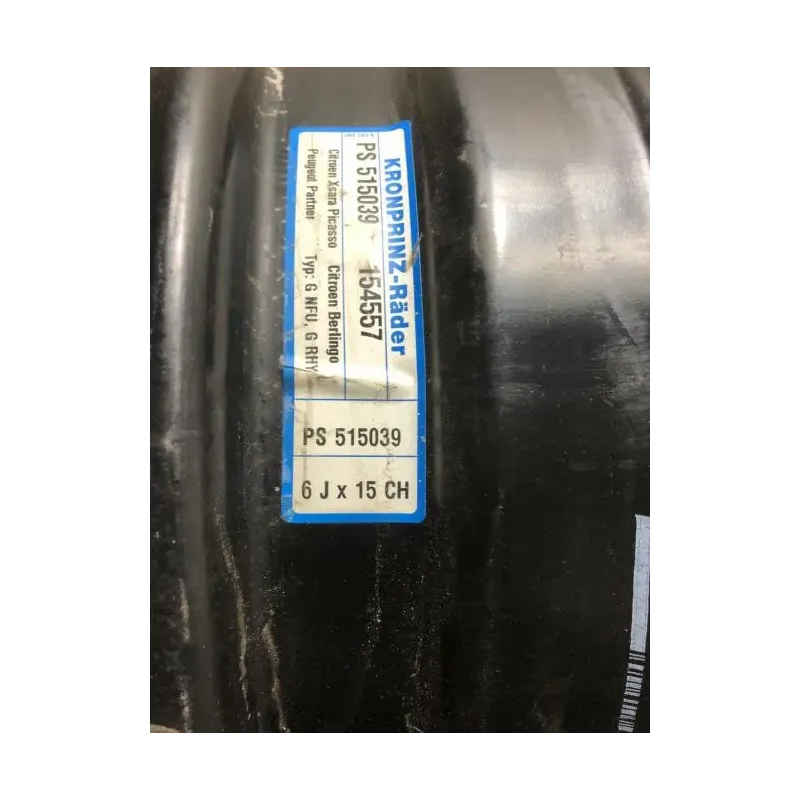 KRONPRINZ-Räder
PS 515039 154557
Citroen Xsara Picasso Citroen Berlingo
Peugeot Partner Typ: G NFU, G RHY
PS 515039
6 J x 15 CH